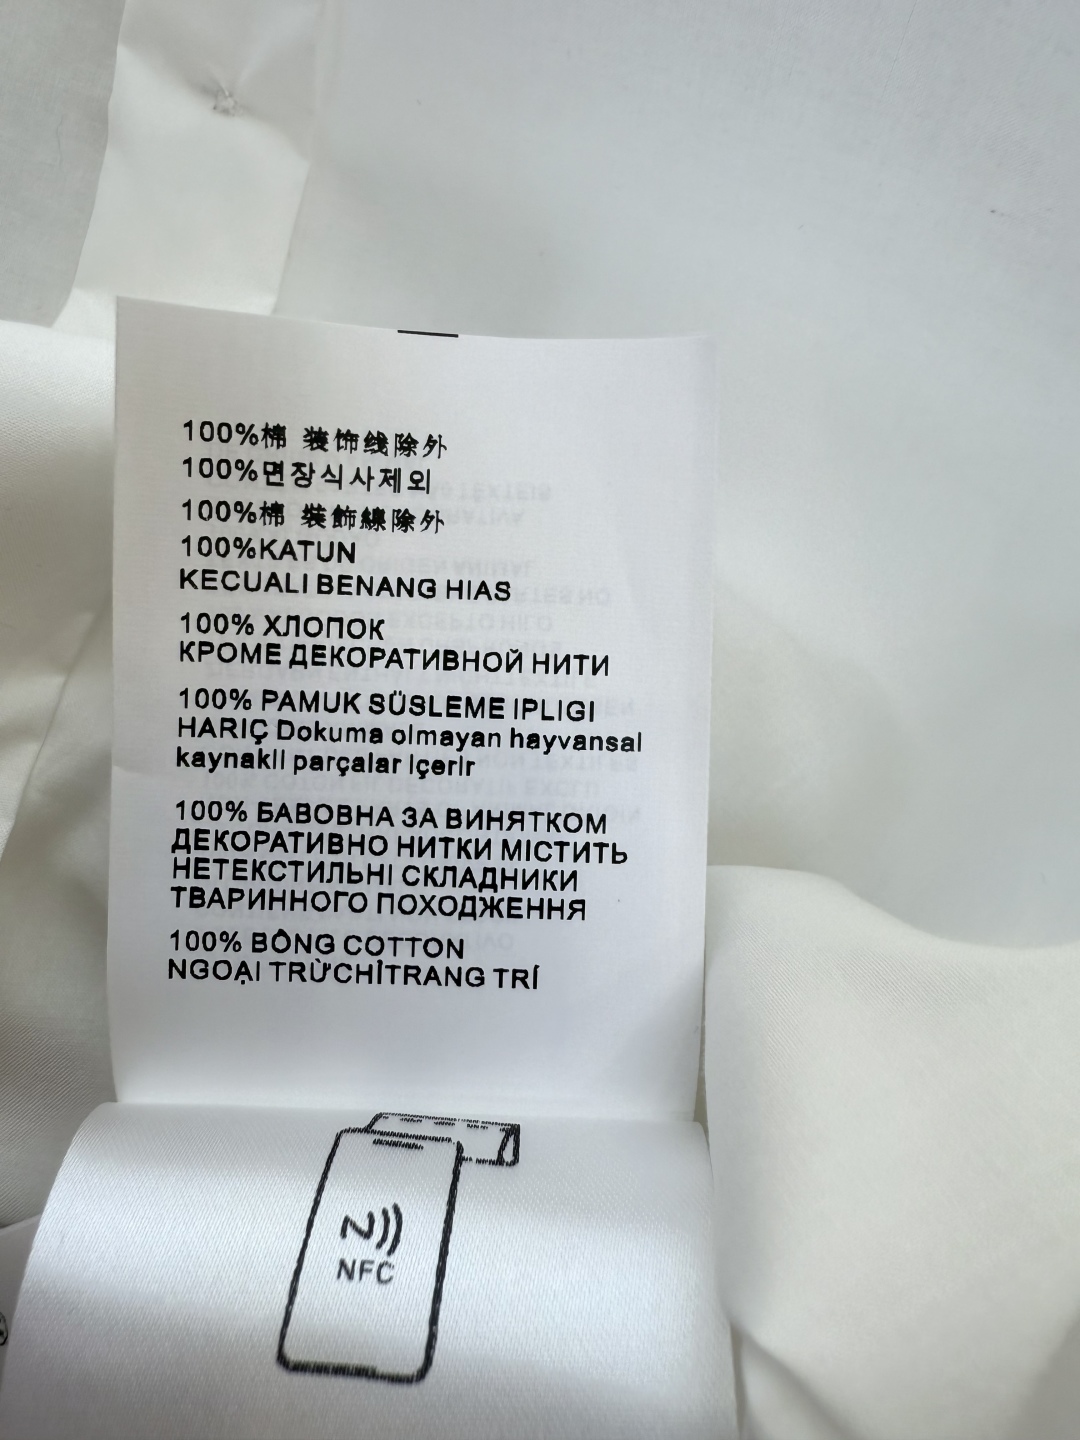 100%棉 装饰线除外
100%면장식사제외
100%棉 裝飾線除外
100%KATUN
KECUALI BENANG HIAS
100% ХЛОПОК
КРОМЕ ДЕКОРАТИВНОЙ НИТИ
100% PAMUK SÜSLEME IPLIGI
HARIÇ Dokuma olmayan hayvansal
kaynakli parçalar içerir
100% БАВОВНА ЗА ВИНЯТКОМ
ДЕКОРАТИВНО НИТКИ МІСТИТЬ
НЕТЕКСТИЛЬНІ СКЛАДНИКИ
ТВАРИННОГО ПОХОДЖЕННЯ
100% BÔNG COTTON
NGOẠI TRỪCHỈTRANG TRÍ
NFC